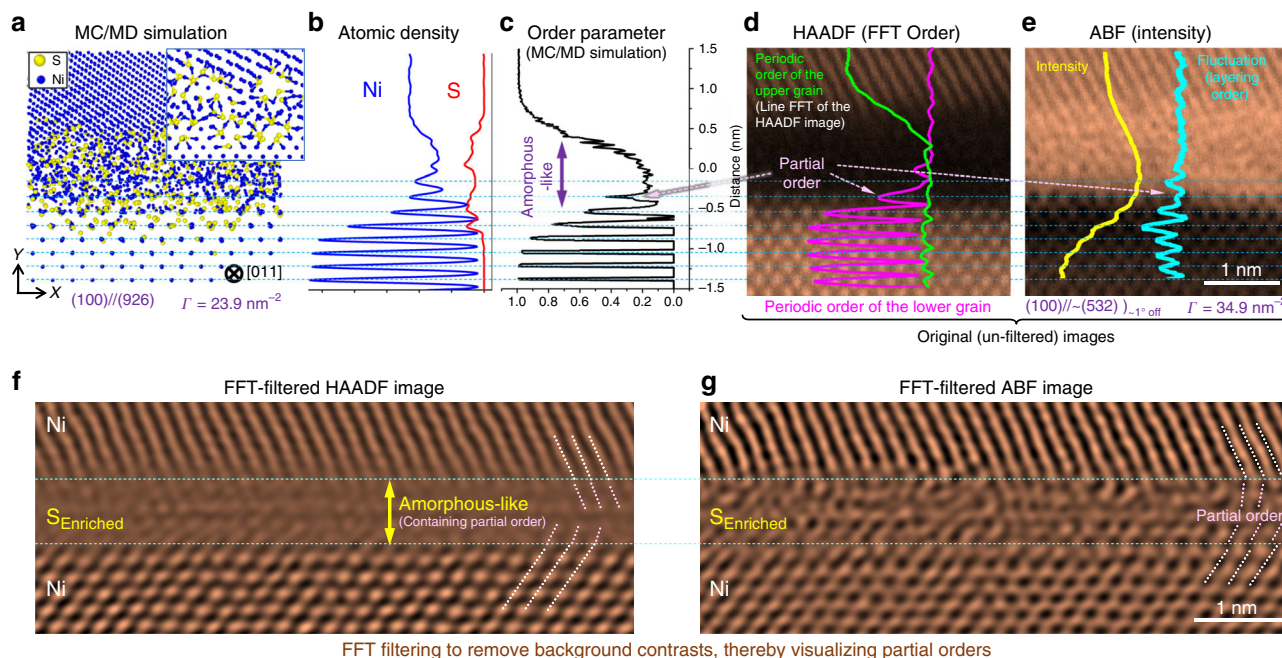 a
MC/MD simulation
S
Ni
Y
X
[011]
(100)//(926)
Γ = 23.9 nm⁻²
b
Atomic density
Ni
S
c
Order parameter
(MC/MD simulation)
Amorphous
-like
1.5
1.0
0.5
0.0
−0.5
−1.0
−1.5
Distance (nm)
1.0 0.8 0.6 0.4 0.2 0.0
d
HAADF (FFT Order)
Periodic
order of the
upper grain
(Line FFT of the
HAADF image)
Partial
order
Periodic order of the lower grain
e
ABF (intensity)
Intensity
Fluctuation
(layering
order)
1 nm
(100)//~(532) ~1° off
Γ = 34.9 nm⁻²
Original (un-filtered) images
f
FFT-filtered HAADF image
Ni
S Enriched
Amorphous-like
(Containing partial order)
Ni
g
FFT-filtered ABF image
Ni
S Enriched
Partial order
Ni
1 nm
FFT filtering to remove background contrasts, thereby visualizing partial orders